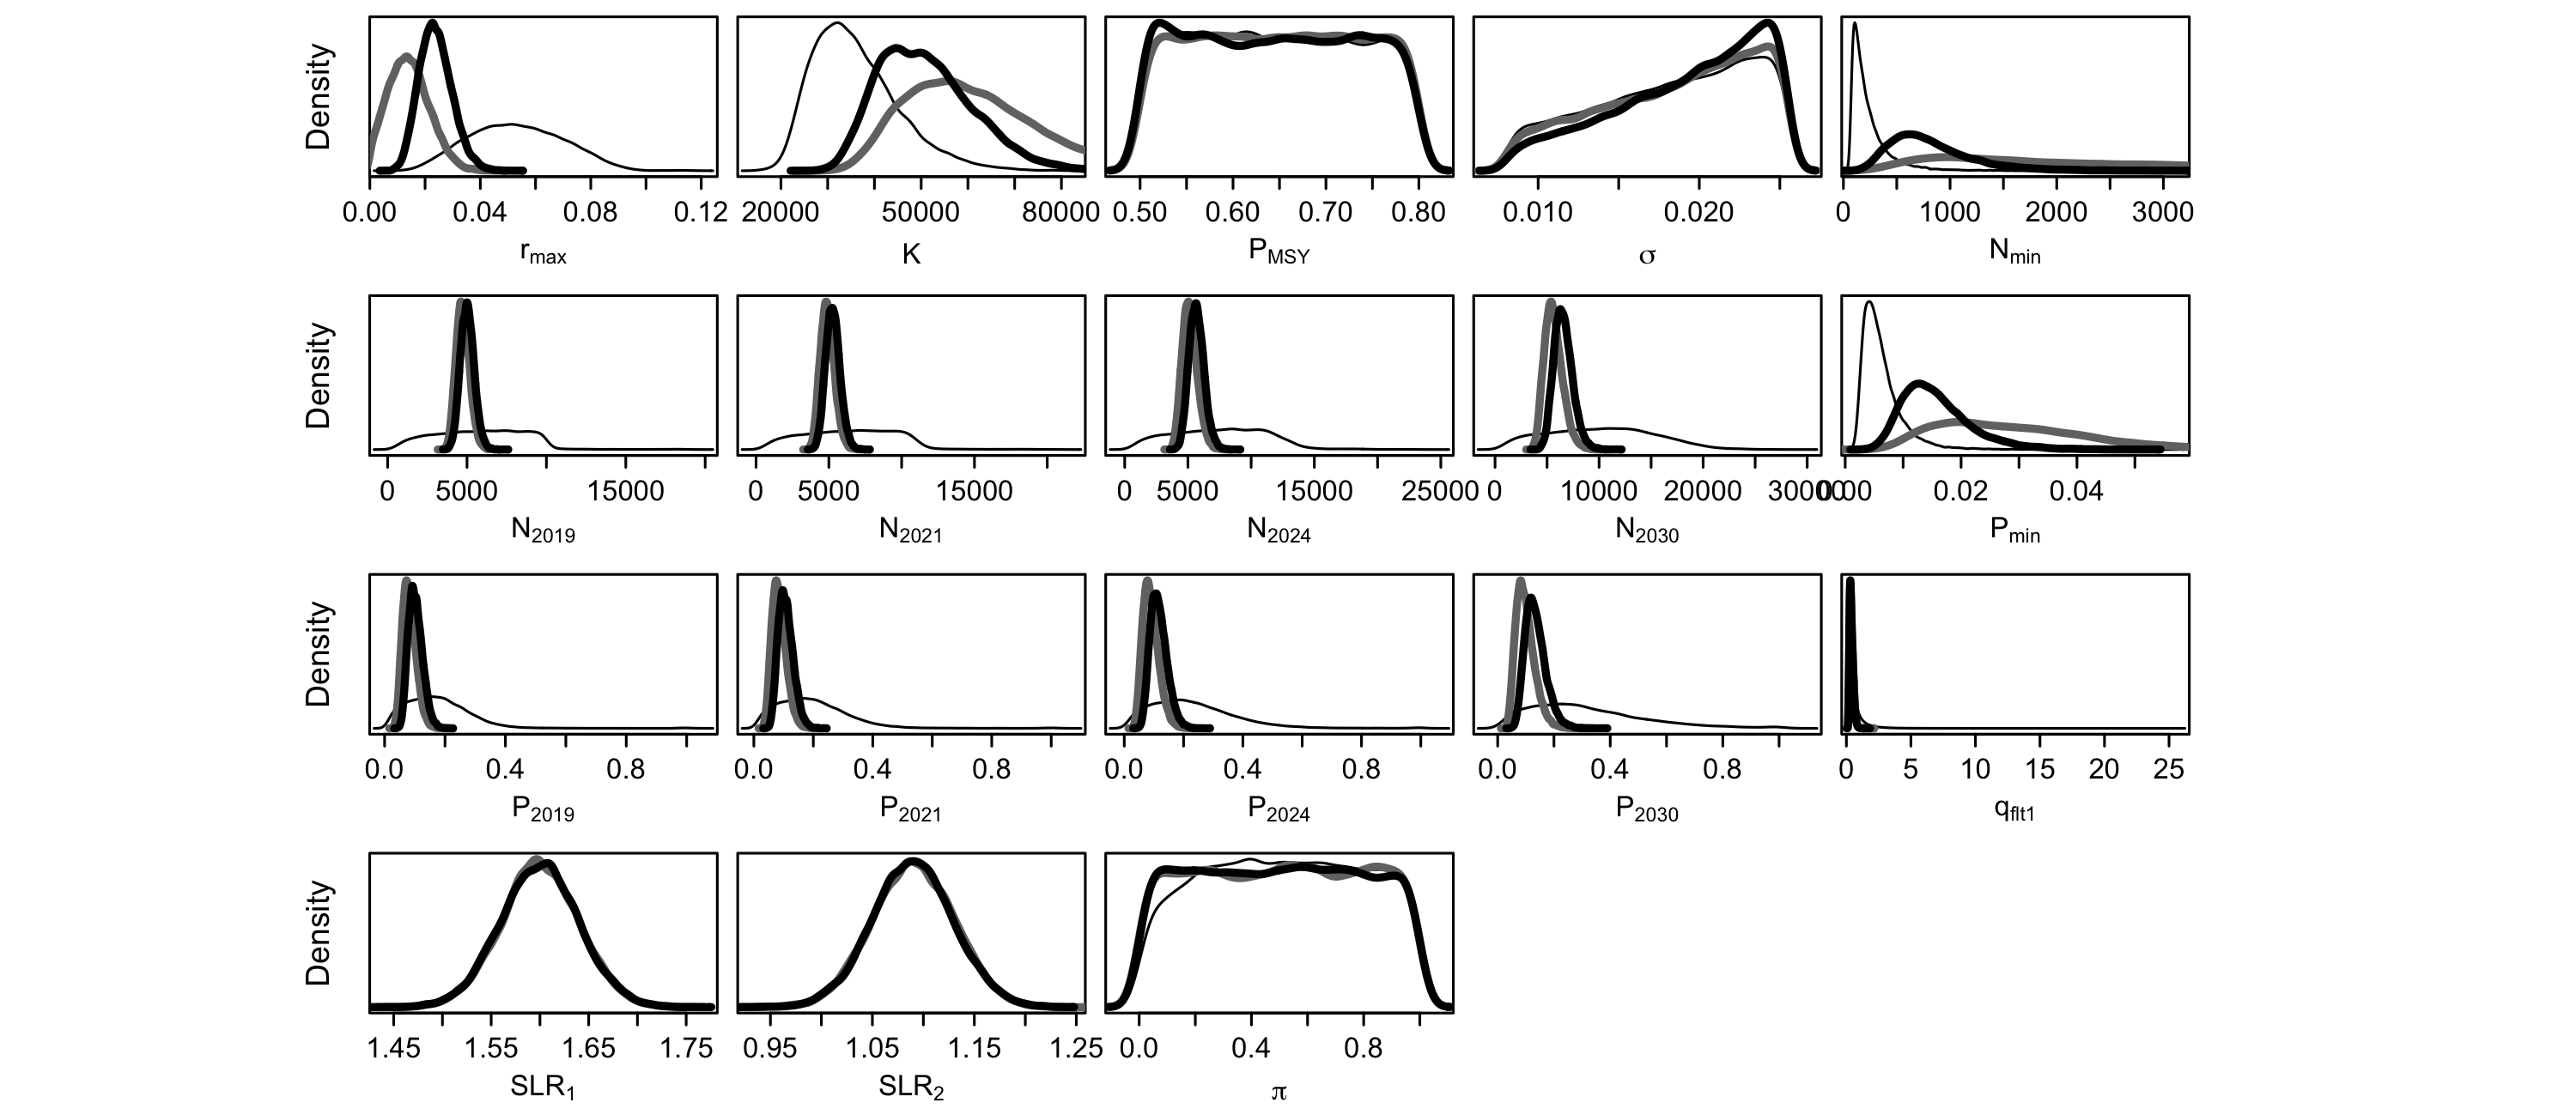 Density
0.00 0.04 0.08 0.12 20000 50000 80000 0.50 0.60 0.70 0.80 0.010 0.020 0 1000 2000 3000
rmax K PMSY σ Nmin
Density
0 5000 15000 0 5000 15000 0 5000 15000 25000 0 10000 20000 30000 0.00 0.02 0.04
N2019 N2021 N2024 N2030 Pmin
Density
0.0 0.4 0.8 0.0 0.4 0.8 0.0 0.4 0.8 0.0 0.4 0.8 0 5 10 15 20 25
P2019 P2021 P2024 P2030 qflt1
Density
1.45 1.55 1.65 1.75 0.95 1.05 1.15 1.25 0.0 0.4 0.8
SLR1 SLR2 π